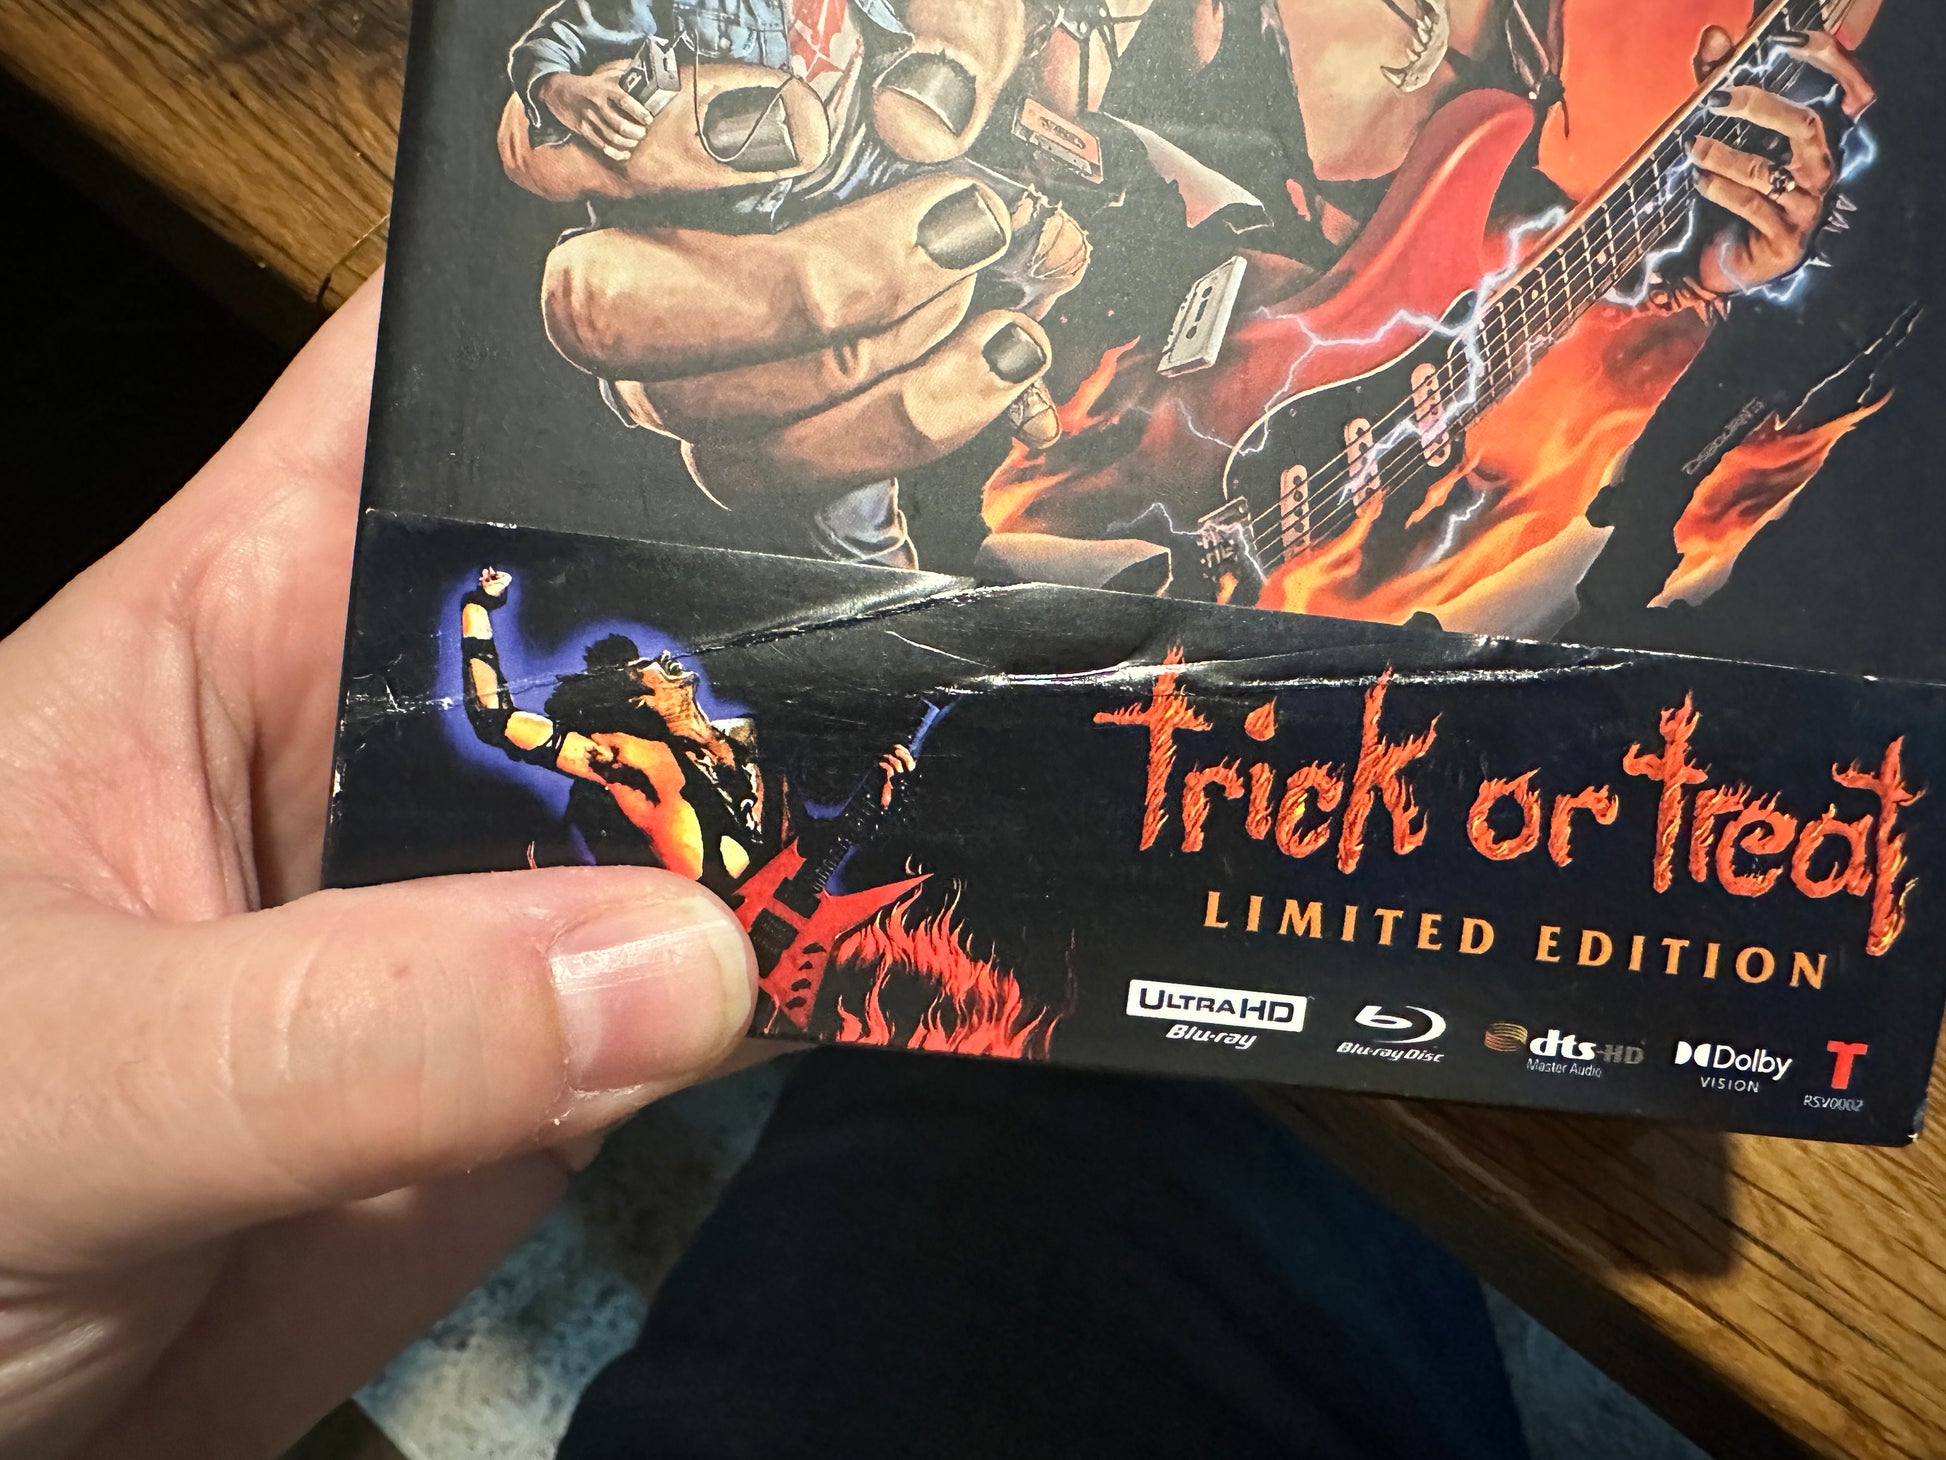 Trick or Treat
LIMITED EDITION
ULTRA HD
Blu-ray
Blu-ray Disc
dts-HD
Master Audio
Dolby
VISION
T
RSV0002